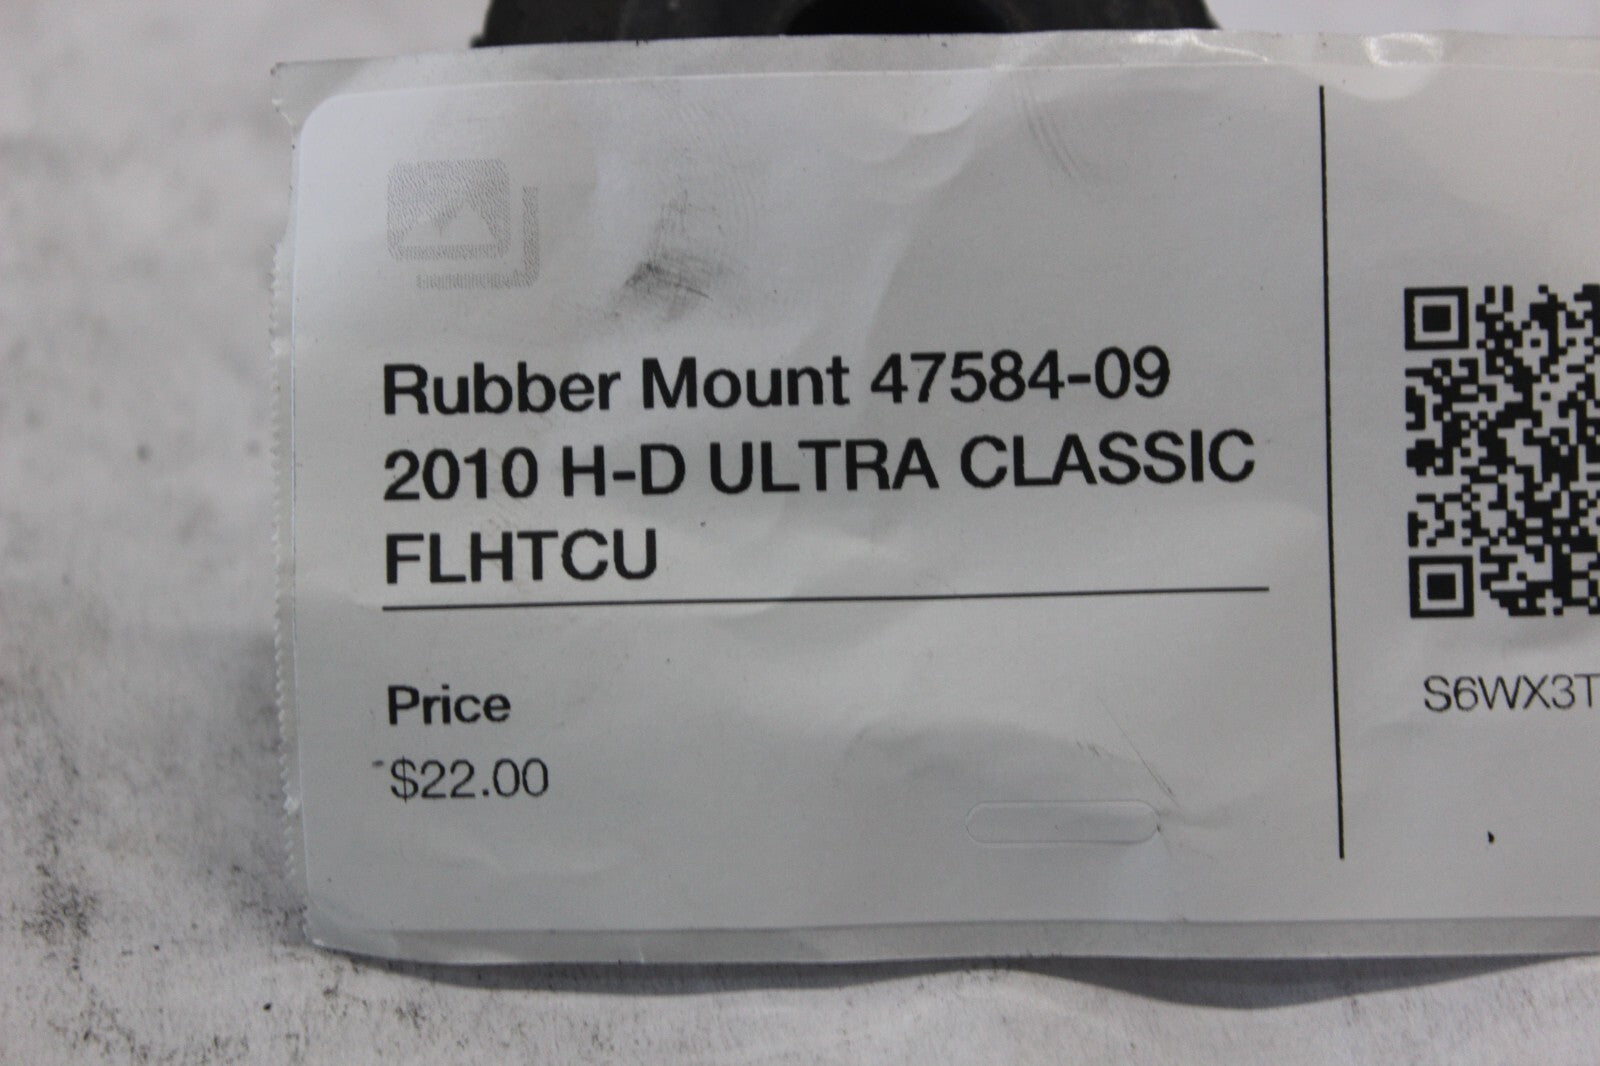 Rubber Mount 47584-09
2010 H-D ULTRA CLASSIC
FLHTCU
Price
$22.00
S6WX3T